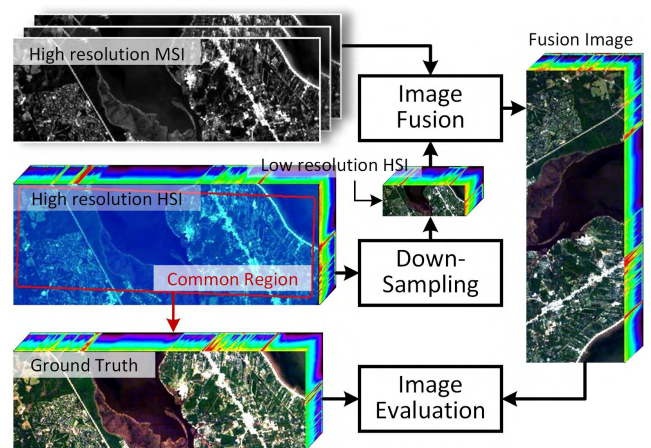 High resolution MSI
Fusion Image
Image
Fusion
Low resolution HSI
High resolution HSI
Common Region
Down-
Sampling
Ground Truth
Image
Evaluation